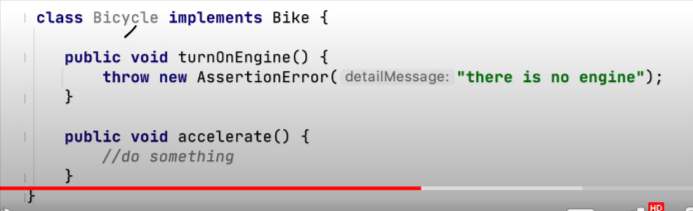 class Bicycle implements Bike {
public void turnOnEngine() {
throw new AssertionError( detailMessage: "there is no engine");
}
public void accelerate() {
//do something
}
}
HD